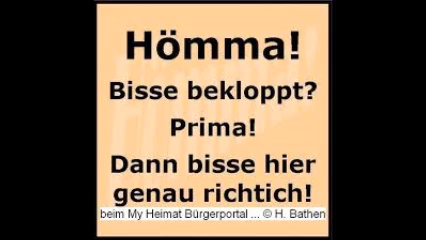 Hömma!
Bisse bekloppt?
Prima!
Dann bisse hier
genau richtich!
beim My Heimat Bürgerportal ... © H. Bathen